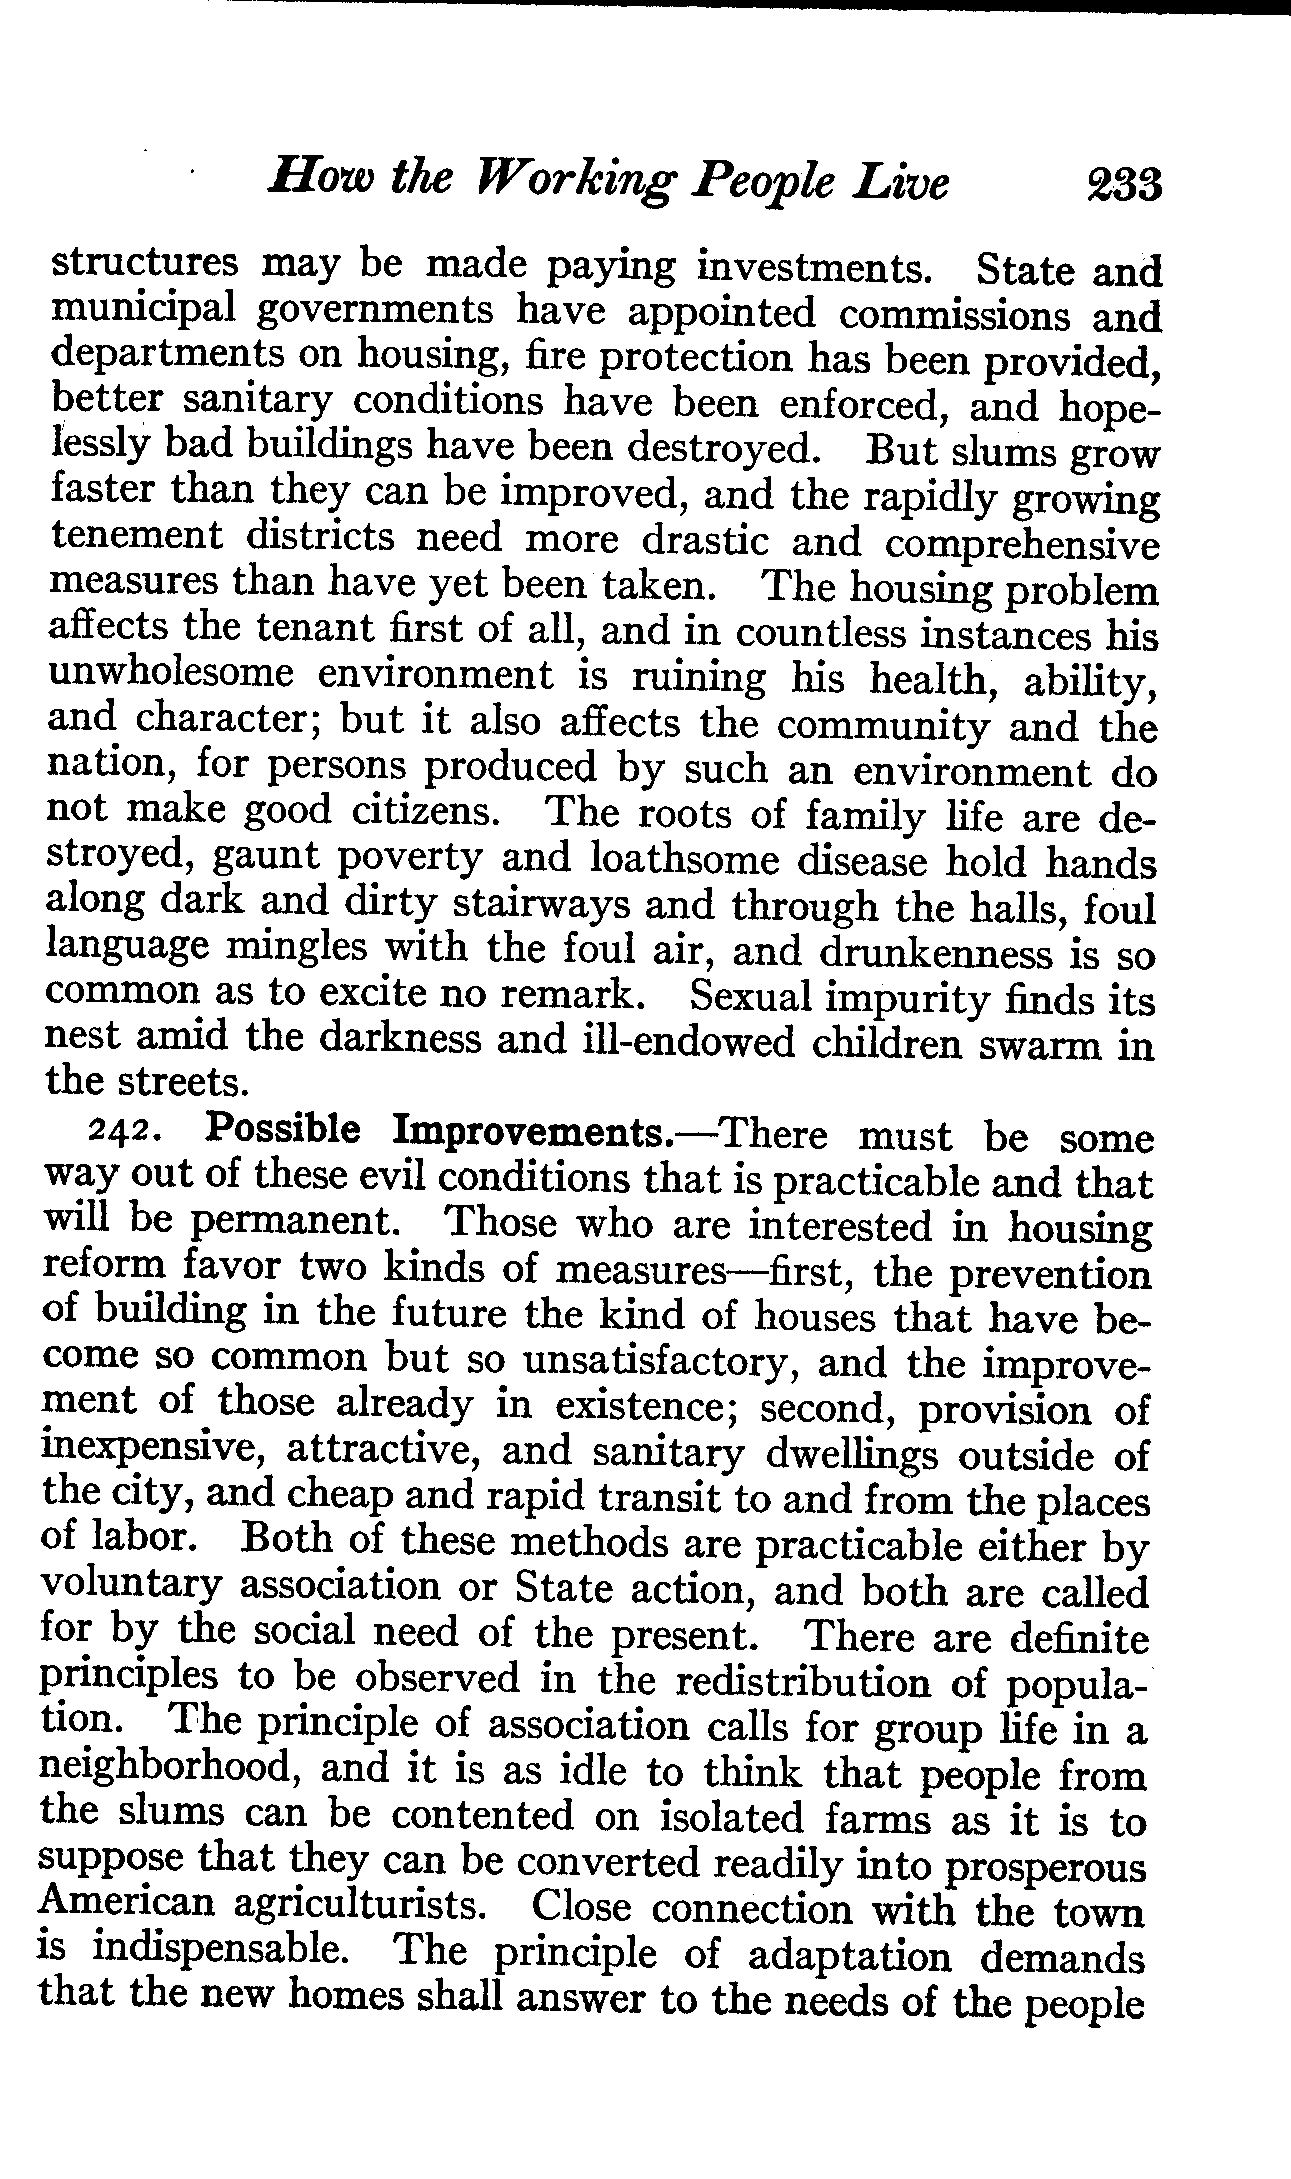 How the Working People Live 233
structures may be made paying investments. State and
municipal governments have appointed commissions and
departments on housing, fire protection has been provided,
better sanitary conditions have been enforced, and hope-
lessly bad buildings have been destroyed. But slums grow
faster than they can be improved, and the rapidly growing
tenement districts need more drastic and comprehensive
measures than have yet been taken. The housing problem
affects the tenant first of all, and in countless instances his
unwholesome environment is ruining his health, ability,
and character; but it also affects the community and the
nation, for persons produced by such an environment do
not make good citizens. The roots of family life are de-
stroyed, gaunt poverty and loathsome disease hold hands
along dark and dirty stairways and through the halls, foul
language mingles with the foul air, and drunkenness is so
common as to excite no remark. Sexual impurity finds its
nest amid the darkness and ill-endowed children swarm in
the streets.
242. Possible Improvements.—There must be some
way out of these evil conditions that is practicable and that
will be permanent. Those who are interested in housing
reform favor two kinds of measures—first, the prevention
of building in the future the kind of houses that have be-
come so common but so unsatisfactory, and the improve-
ment of those already in existence; second, provision of
inexpensive, attractive, and sanitary dwellings outside of
the city, and cheap and rapid transit to and from the places
of labor. Both of these methods are practicable either by
voluntary association or State action, and both are called
for by the social need of the present. There are definite
principles to be observed in the redistribution of popula-
tion. The principle of association calls for group life in a
neighborhood, and it is as idle to think that people from
the slums can be contented on isolated farms as it is to
suppose that they can be converted readily into prosperous
American agriculturists. Close connection with the town
is indispensable. The principle of adaptation demands
that the new homes shall answer to the needs of the people